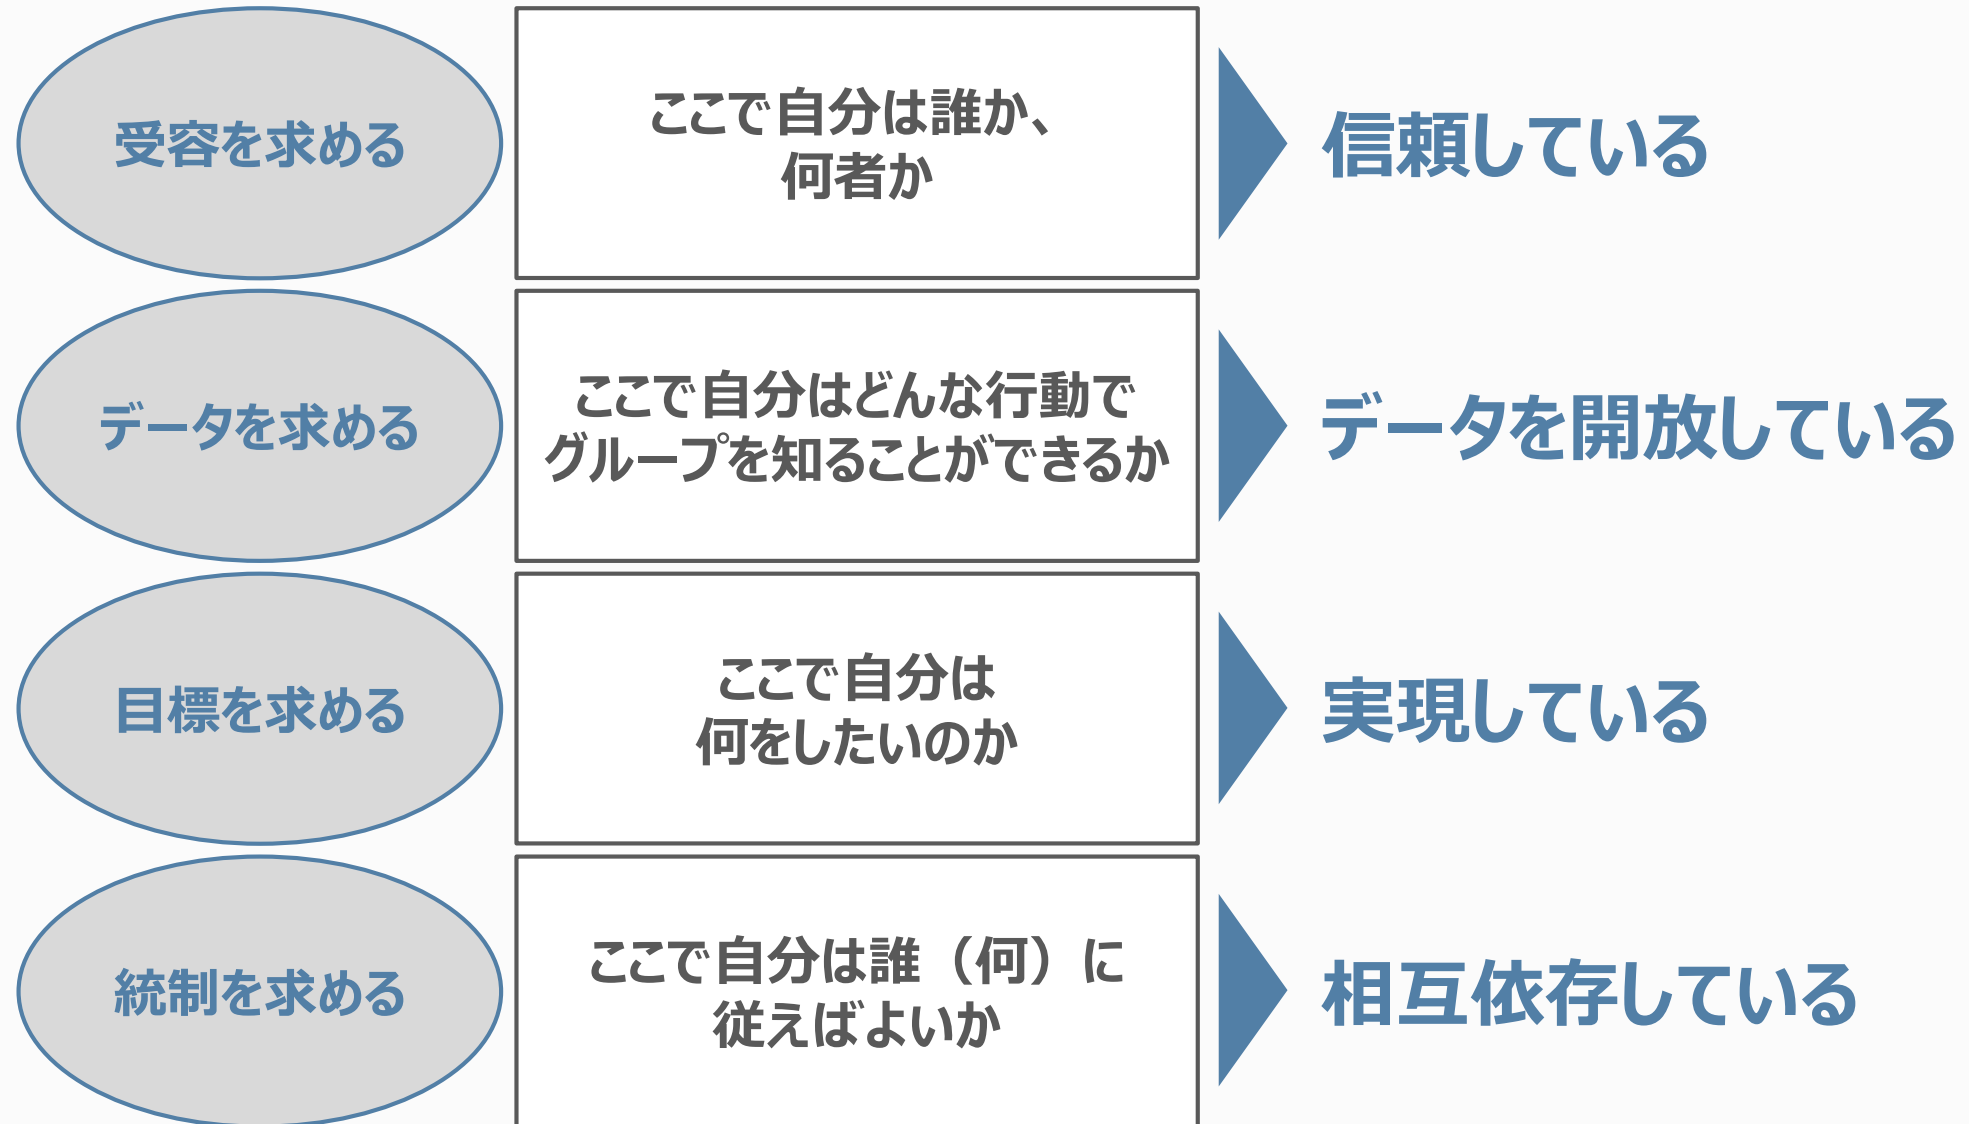 受容を求める
ここで自分は誰か、
何者か
信頼している
データを求める
ここで自分はどんな行動で
グループを知ることができるか
データを開放している
目標を求める
ここで自分は
何をしたいのか
実現している
統制を求める
ここで自分は誰（何）に
従えばよいか
相互依存している